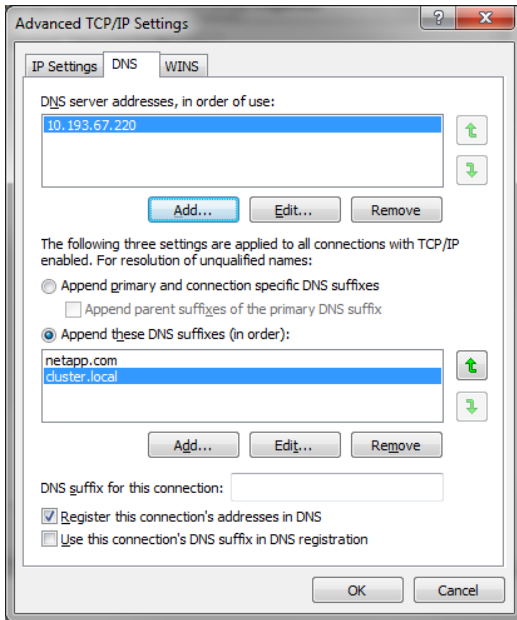 Advanced TCP/IP Settings
IP Settings DNS WINS
DNS server addresses, in order of use:
10.193.67.220
Add... Edit... Remove
The following three settings are applied to all connections with TCP/IP
enabled. For resolution of unqualified names:
Append primary and connection specific DNS suffixes
Append parent suffixes of the primary DNS suffix
Append these DNS suffixes (in order):
netapp.com
cluster.local
Add... Edit... Remove
DNS suffix for this connection:
Register this connection's addresses in DNS
Use this connection's DNS suffix in DNS registration
OK Cancel